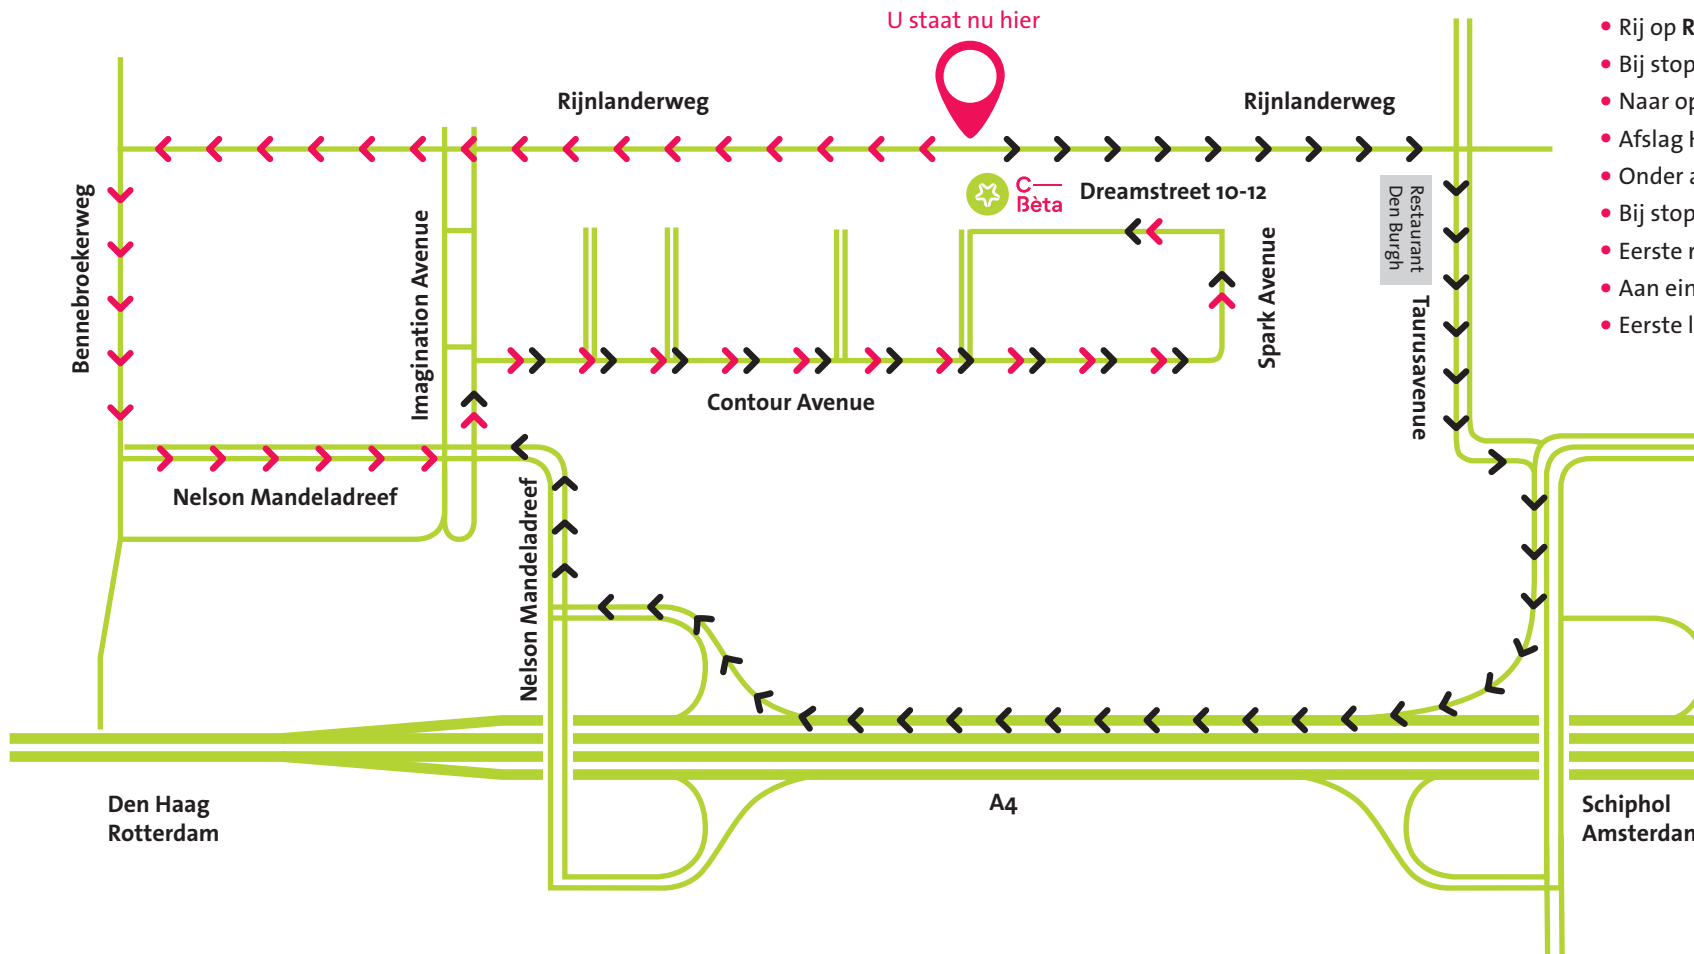 U staat nu hier
Rijnlanderweg
Rijnlanderweg
C
Bèta
Dreamstreet 10-12
Bennebroekerweg
Imagination Avenue
Spark Avenue
Restaurant
Den Burgh
Taurusavenue
Contour Avenue
Nelson Mandeladreef
Nelson Mandeladreef
A4
Den Haag
Rotterdam
Schiphol
Amsterdam
• Rij op
• Bij stop
• Naar
• Afslag
• Onder
• Bij stop
• Eerste
• Aan
• Eerste